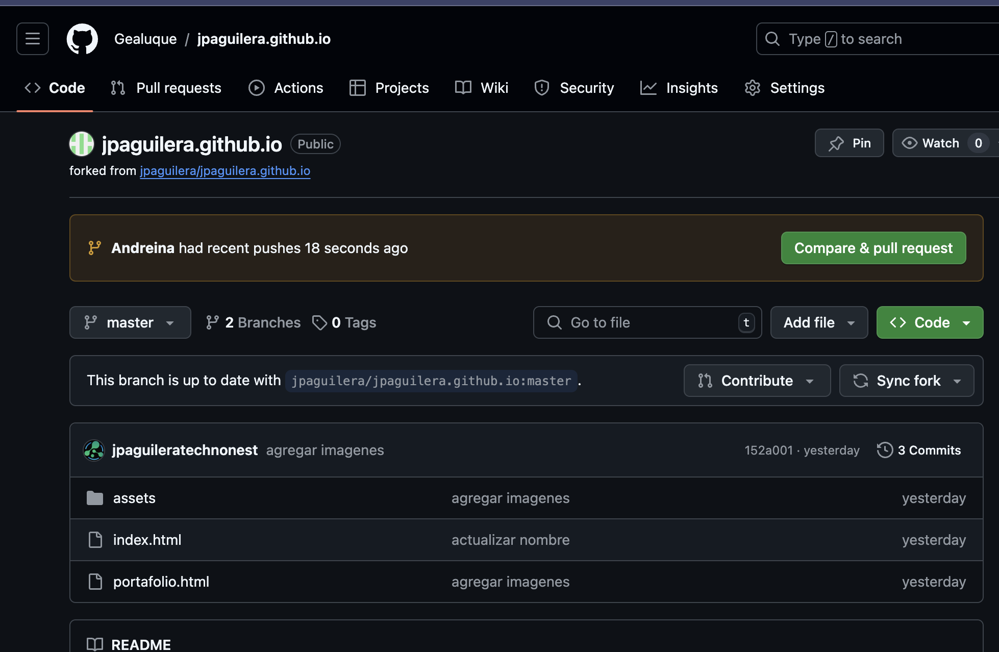 Gealuque / jpaguilera.github.io
Type / to search
Code Pull requests Actions Projects Wiki Security Insights Settings
jpaguilera.github.io Public
Pin Watch 0
forked from jpaguilera/jpaguilera.github.io
Andreina had recent pushes 18 seconds ago
Compare & pull request
master 2 Branches 0 Tags Go to file t Add file Code
This branch is up to date with jpaguilera/jpaguilera.github.io:master . Contribute Sync fork
jpaguileratechnonest agregar imagenes 152a001 · yesterday 3 Commits
assets agregar imagenes yesterday
index.html actualizar nombre yesterday
portafolio.html agregar imagenes yesterday
README